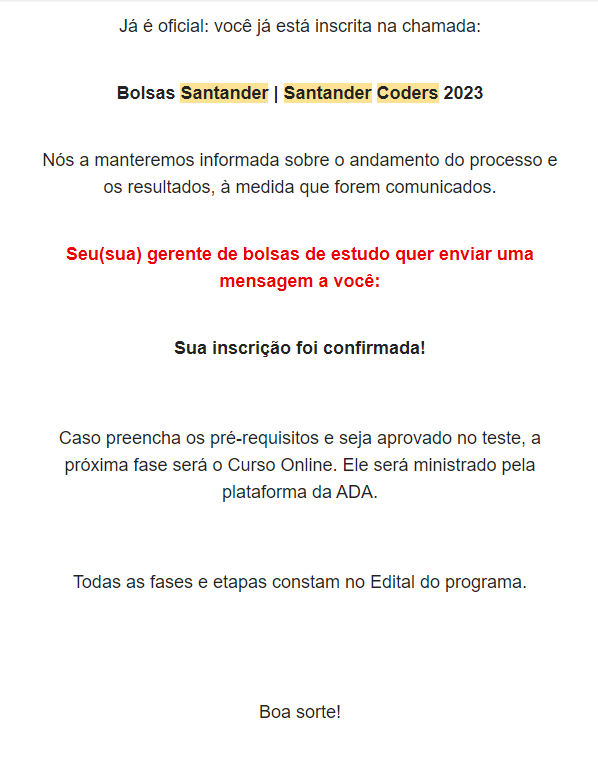 Já é oficial: você já está inscrita na chamada:
Bolsas Santander | Santander Coders 2023
Nós a manteremos informada sobre o andamento do processo e
os resultados, à medida que forem comunicados.
Seu(sua) gerente de bolsas de estudo quer enviar uma
mensagem a você:
Sua inscrição foi confirmada!
Caso preencha os pré-requisitos e seja aprovado no teste, a
próxima fase será o Curso Online. Ele será ministrado pela
plataforma da ADA.
Todas as fases e etapas constam no Edital do programa.
Boa sorte!